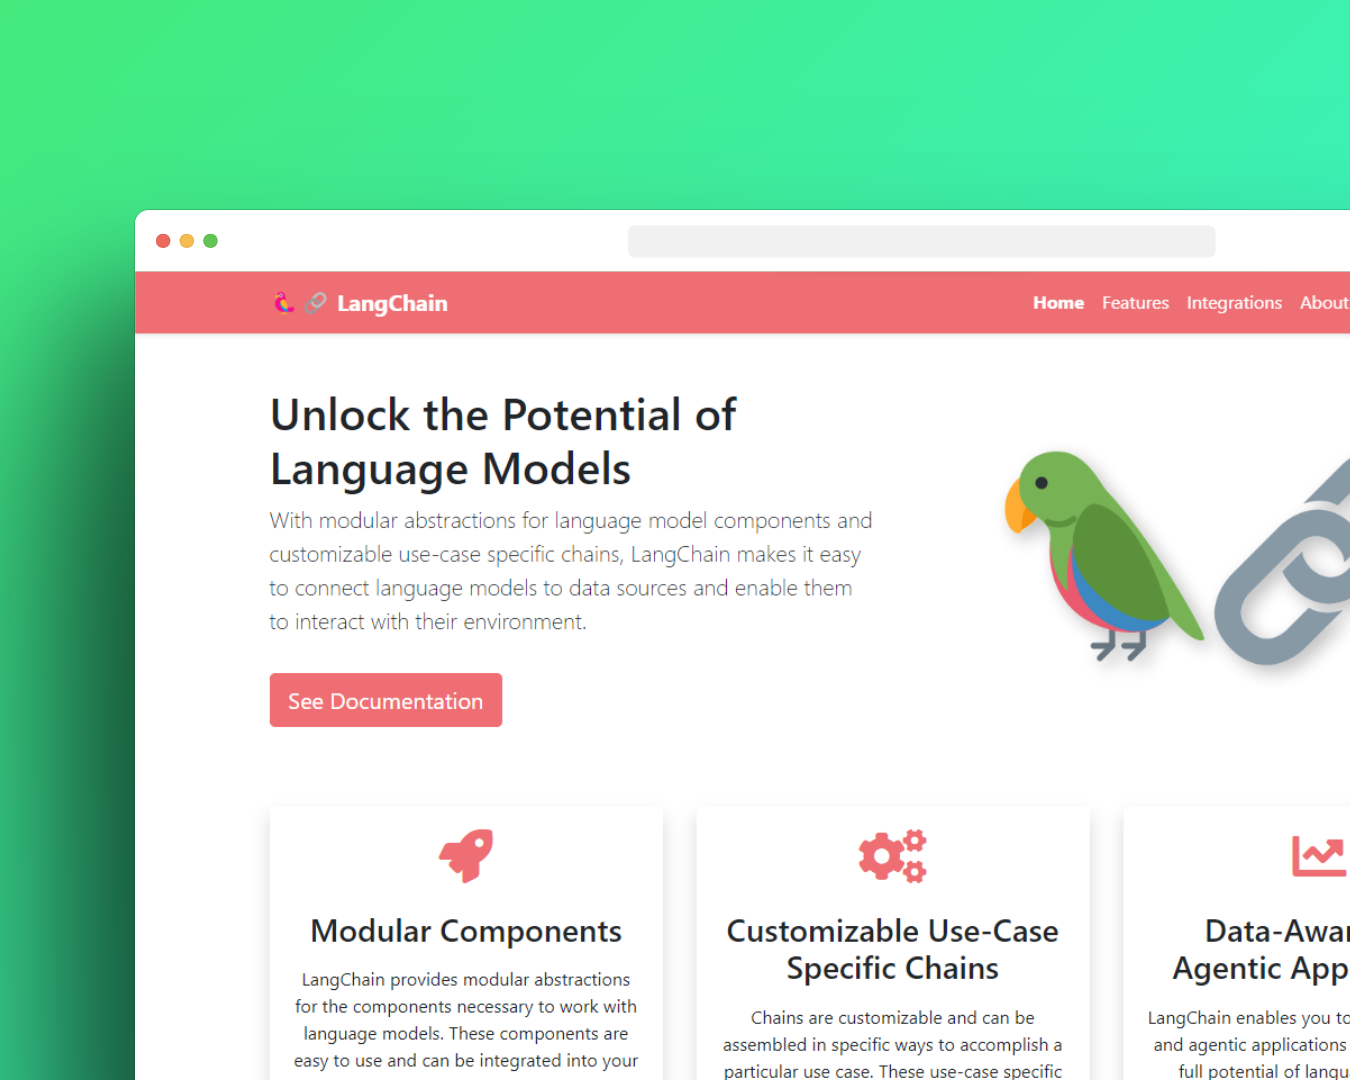 LangChain
Home Features Integrations About
Unlock the Potential of
Language Models
With modular abstractions for language model components and
customizable use-case specific chains, LangChain makes it easy
to connect language models to data sources and enable them
to interact with their environment.
See Documentation
Modular Components
LangChain provides modular abstractions
for the components necessary to work with
language models. These components are
easy to use and can be integrated into your
Customizable Use-Case
Specific Chains
Chains are customizable and can be
assembled in specific ways to accomplish a
particular use case. These use-case specific
Data-Awar
Agentic App
LangChain enables you to
and agentic applications
full potential of langu